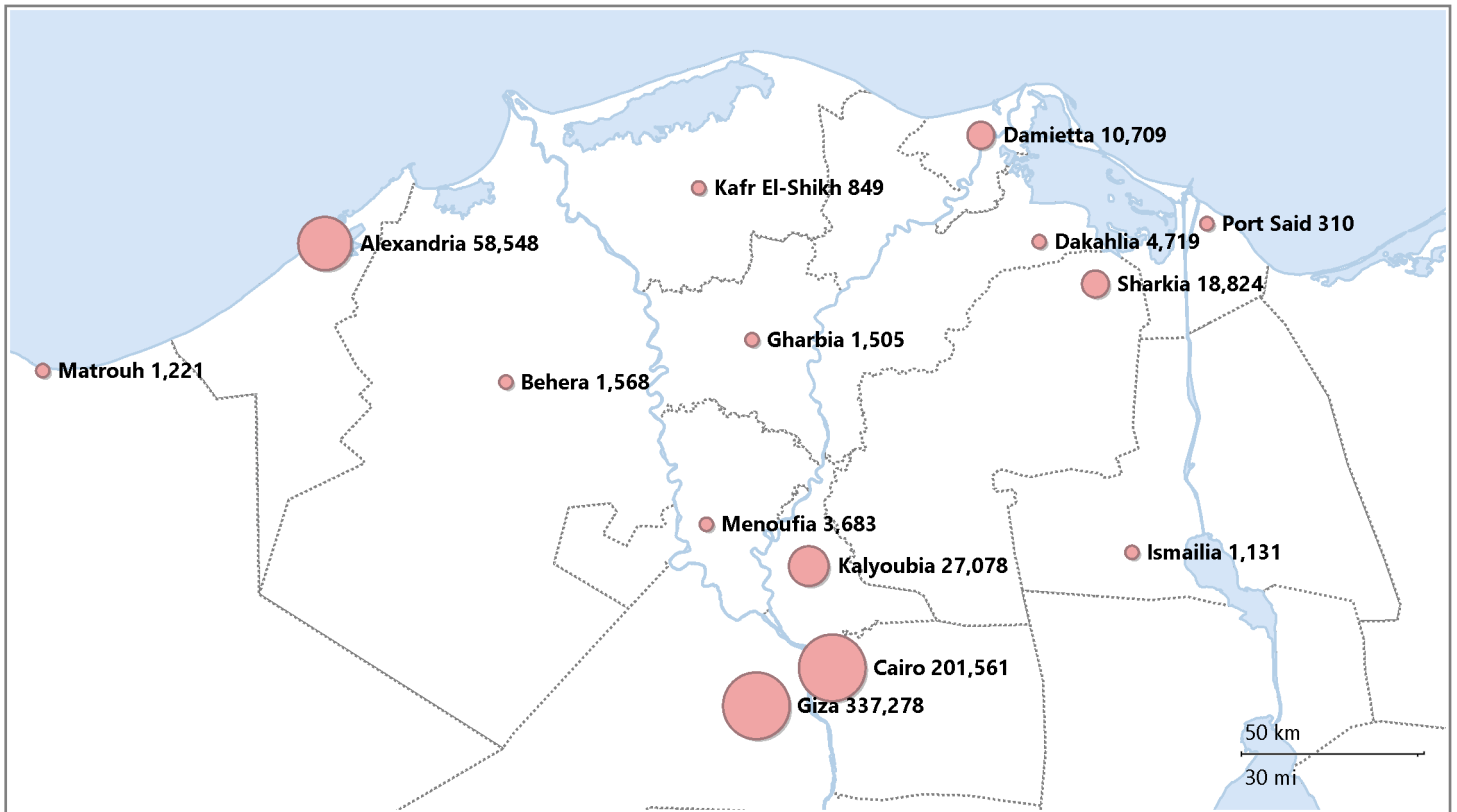 Damietta 10,709
Kafr El-Shikh 849
Port Said 310
Alexandria 58,548
Dakahlia 4,719
Sharkia 18,824
Gharbia 1,505
Matrouh 1,221
Behera 1,568
Menoufia 3,683
Ismailia 1,131
Kalyoubia 27,078
Cairo 201,561
Giza 337,278
50 km
30 mi